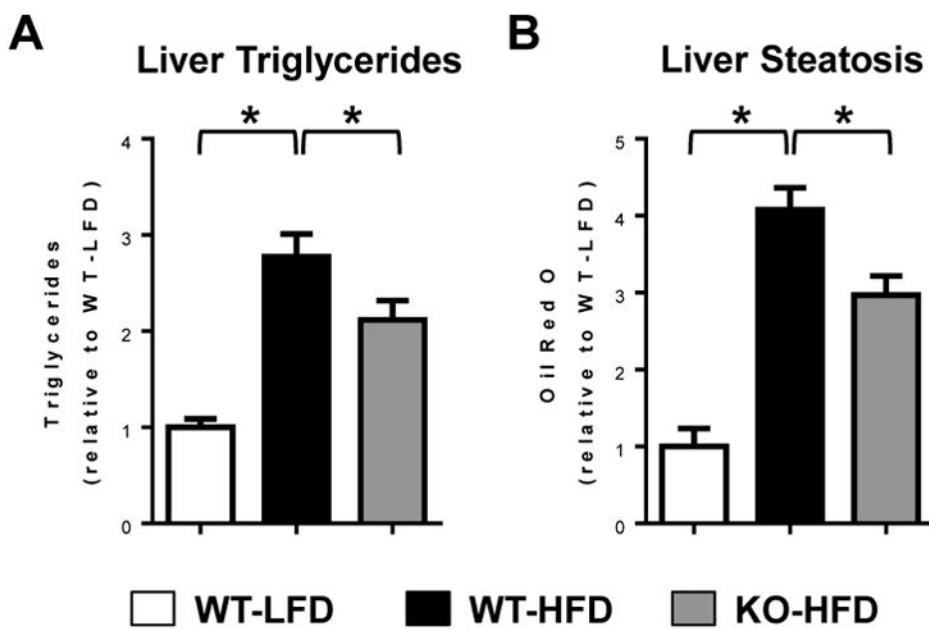 A
Liver Triglycerides
* *
Triglycerides
(relative to WT-LFD)
4
3
2
1
0
B
Liver Steatosis
* *
Oil Red O
(relative to WT-LFD)
5
4
3
2
1
0
WT-LFD WT-HFD KO-HFD